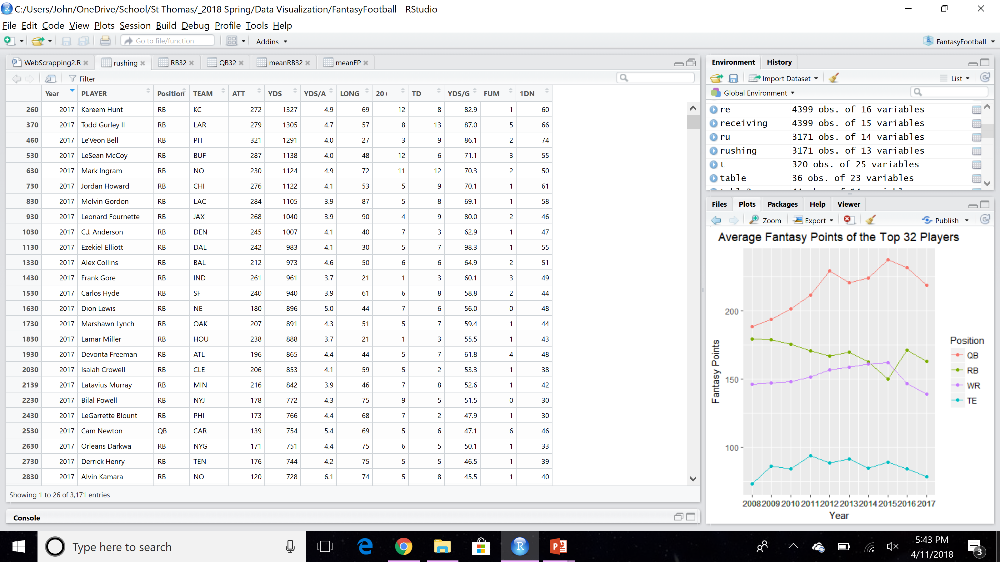 C:/Users/John/OneDrive/School/St Thomas/_2018 Spring/Data Visualization/FantasyFootball - RStudio
File Edit Code View Plots Session Build Debug Profile Tools Help
Go to file/function Addins FantasyFootball
WebScrapping2.R rushing RB32 QB32 meanRB32 meanFP
Filter
Year PLAYER Position TEAM ATT YDS YDS/A LONG 20+ TD YDS/G FUM 1DN
260 2017 Kareem Hunt RB KC 272 1327 4.9 69 12 8 82.9 1 60
370 2017 Todd Gurley II RB LAR 279 1305 4.7 57 8 13 87.0 5 66
460 2017 Le'Veon Bell RB PIT 321 1291 4.0 27 3 9 86.1 2 74
530 2017 LeSean McCoy RB BUF 287 1138 4.0 48 12 6 71.1 3 55
630 2017 Mark Ingram RB NO 230 1124 4.9 72 11 12 70.3 2 50
730 2017 Jordan Howard RB CHI 276 1122 4.1 53 5 9 70.1 1 61
830 2017 Melvin Gordon RB LAC 284 1105 3.9 87 5 8 69.1 1 58
930 2017 Leonard Fournette RB JAX 268 1040 3.9 90 4 9 80.0 2 46
1030 2017 C.J. Anderson RB DEN 245 1007 4.1 40 7 3 62.9 1 47
1130 2017 Ezekiel Elliott RB DAL 242 983 4.1 30 5 7 98.3 1 55
1330 2017 Alex Collins RB BAL 212 973 4.6 50 6 6 64.9 2 51
1430 2017 Frank Gore RB IND 261 961 3.7 21 1 3 60.1 3 49
1530 2017 Carlos Hyde RB SF 240 940 3.9 61 6 8 58.8 2 44
1630 2017 Dion Lewis RB NE 180 896 5.0 44 7 6 56.0 0 48
1730 2017 Marshawn Lynch RB OAK 207 891 4.3 51 5 7 59.4 1 44
1830 2017 Lamar Miller RB HOU 238 888 3.7 21 1 3 55.5 1 43
1930 2017 Devonta Freeman RB ATL 196 865 4.4 44 5 7 61.8 4 48
2030 2017 Isaiah Crowell RB CLE 206 853 4.1 59 5 2 53.3 1 38
2139 2017 Latavius Murray RB MIN 216 842 3.9 46 7 8 52.6 1 42
2230 2017 Bilal Powell RB NYJ 178 772 4.3 75 9 5 51.5 0 30
2430 2017 LeGarrette Blount RB PHI 173 766 4.4 68 7 2 47.9 1 30
2530 2017 Cam Newton QB CAR 139 754 5.4 69 5 6 47.1 6 46
2630 2017 Orleans Darkwa RB NYG 171 751 4.4 75 6 5 50.1 1 33
2730 2017 Derrick Henry RB TEN 176 744 4.2 75 5 5 46.5 1 39
2830 2017 Alvin Kamara RB NO 120 728 6.1 74 5 8 45.5 1 40
Showing 1 to 26 of 3,171 entries
Console
Environment History
Import Dataset List
Global Environment
re 4399 obs. of 16 variables
receiving 4399 obs. of 15 variables
ru 3171 obs. of 14 variables
rushing 3171 obs. of 13 variables
t 320 obs. of 25 variables
table 36 obs. of 23 variables
Files Plots Packages Help Viewer
Zoom Export Publish
Average Fantasy Points of the Top 32 Players
200
150
100
Fantasy Points
2008 2009 2010 2011 2012 2013 2014 2015 2016 2017
Year
Position
QB
RB
WR
TE
Type here to search
5:43 PM
4/11/2018
3